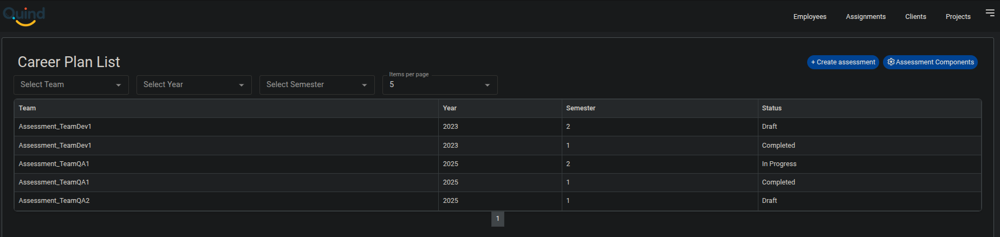 Quind
Employees Assignments Clients Projects
Career Plan List
+ Create assessment Assessment Components
Items per page
Select Team Select Year Select Semester 5
Team Year Semester Status
Assessment_TeamDev1 2023 2 Draft
Assessment_TeamDev1 2023 1 Completed
Assessment_TeamQA1 2025 2 In Progress
Assessment_TeamQA1 2025 1 Completed
Assessment_TeamQA2 2025 1 Draft
1